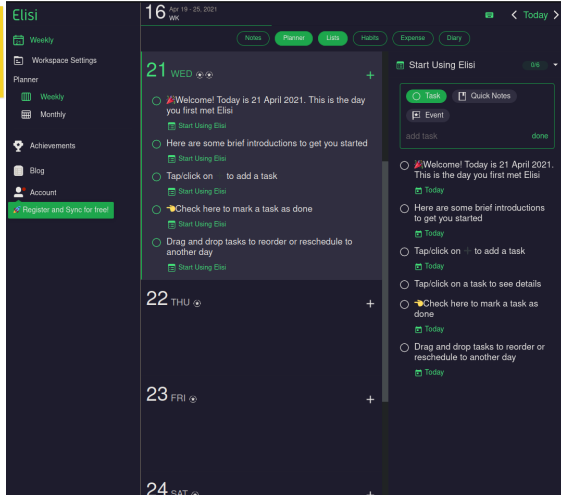 Elisi
Weekly
Workspace Settings
Planner
Weekly
Monthly
Achievements
Blog
Account
Register and Sync for free!
16 Apr 19 - 25, 2021
WK
Today
Notes Planner Lists Habits Expense Diary
21 WED
🎉Welcome! Today is 21 April 2021. This is the day
you first met Elisi
Start Using Elisi
Here are some brief introductions to get you started
Start Using Elisi
Tap/click on + to add a task
Start Using Elisi
👈Check here to mark a task as done
Start Using Elisi
Drag and drop tasks to reorder or reschedule to
another day
Start Using Elisi
22 THU
23 FRI
24 SAT
Start Using Elisi 0/6
Task Quick Notes
Event
add task done
🎉Welcome! Today is 21 April 2021.
This is the day you first met Elisi
Today
Here are some brief introductions
to get you started
Today
Tap/click on + to add a task
Today
Tap/click on a task to see details
👈Check here to mark a task as
done
Today
Drag and drop tasks to reorder or
reschedule to another day
Today